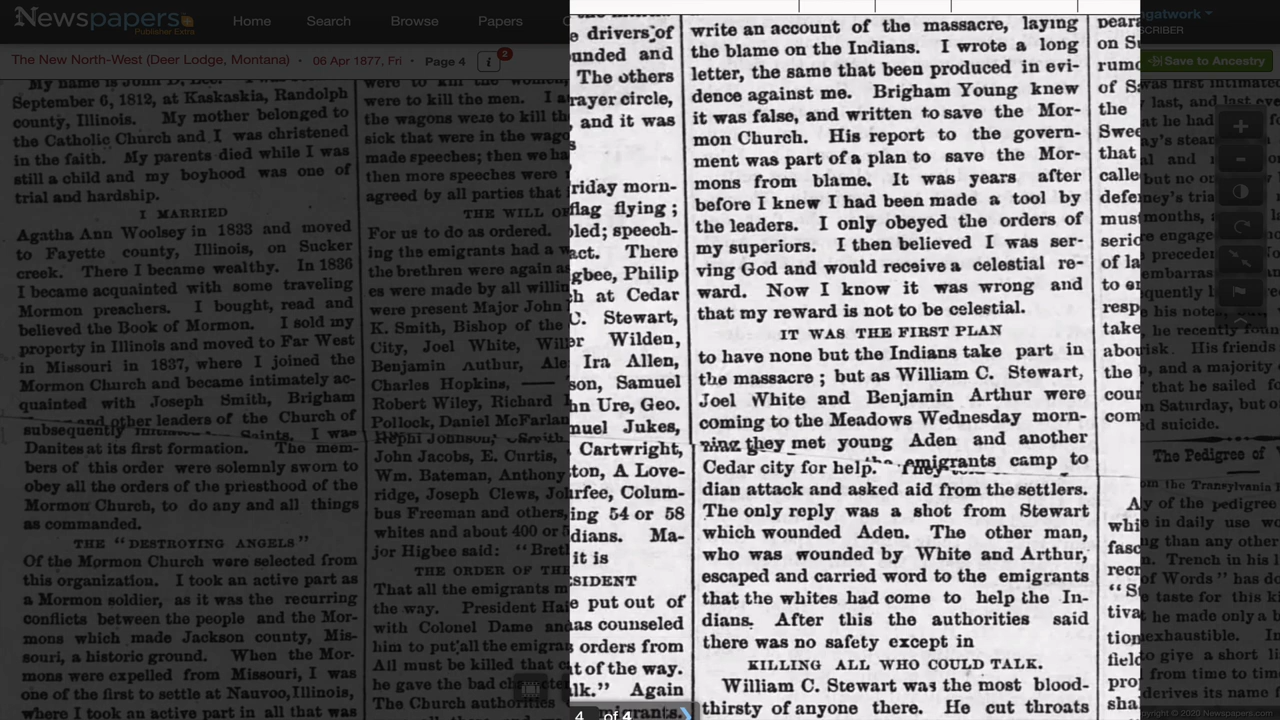 Newspapers
Publisher Extra
Home Search Browse Papers
SCRIBER
The New North-West (Deer Lodge, Montana) · 06 Apr 1877, Fri · Page 4
2
Save to Ancestry
My name is John D. Lee. I was
September 6, 1812, at Kaskaskia, Randolph
county, Illinois. My mother belonged to
the Catholic Church and I was christened
in the faith. My parents died while I was
still a child and my boyhood was one of
trial and hardship.
I MARRIED
Agatha Ann Woolsey in 1833 and moved
to Fayette county, Illinois, on Sucker
creek. There I became wealthy. In 1836
I became acquainted with some traveling
Mormon preachers. I bought, read and
believed the Book of Mormon. I sold my
property in Illinois and moved to Far West
in Missouri in 1837, where I joined the
Mormon Church and became intimately ac-
quainted with Joseph Smith, Brigham
and other leaders of the Church of
subsequently Saints. I was
Danites at its first formation. The mem-
bers of this order were solemnly sworn to
obey all the orders of the priesthood of the
Mormon Church, to do any and all things
as commanded.
THE "DESTROYING ANGELS"
Of the Mormon Church were selected from
this organization. I took an active part as
a Mormon soldier, as it was the recurring
conflicts between the people and the Mor-
mons which made Jackson county, Mis-
souri, a historic ground. When the Mor-
mons were expelled from Missouri, I was
one of the first to settle at Nauvoo, Illinois,
where I took an active part in all that was
were to kill the men. I a
the wagons were to kill th
sick that were in the wago
made speeches; then we ha
then more speeches were
agreed by all parties that
THE WILL OF
For us to do as ordered.
ing the emigrants had a w
the brethren were again as
es were made by all willin
were present Major John
K. Smith, Bishop of the
City, Joel White, Wil
Benjamin Authur, Ale
Charles Hopkins, ——
Robert Wiley, Richard
Pollock, Daniel McFarlan
Nephi Johnson,
John Jacobs, E. Curtis,
Wm. Bateman, Anthony
ridge, Joseph Clews, Jo
bus Freeman and others,
whites and about 400 or 5
jor Higbee said: "Bret
THE ORDER OF THE
That all the emigrants m
the way. President Ha
with Colonel Dame and
him to put all the emigra
All must be killed that c
he gave the bad
The Church authorities
e drivers of
unded and
The others
rayer circle,
and it was
s
riday morn-
flag flying ;
led; speech-
act. There
gbee, Philip
h at Cedar
C. Stewart,
er Wilden,
Ira Allen,
son, Samuel
hn Ure, Geo.
nuel Jukes,
Cartwright,
ton, A Love-
urfee, Colum-
ing 54 or 58
dians. Ma-
it is
SIDENT
e put out of
as counseled
orders from
t of the way.
lk." Again
migrants.
4 of 4
write an account of the massacre, laying
the blame on the Indians. I wrote a long
letter, the same that been produced in evi-
dence against me. Brigham Young knew
it was false, and written to save the Mor-
mon Church. His report to the govern-
ment was part of a plan to save the Mor-
mons from blame. It was years after
before I knew I had been made a tool by
the leaders. I only obeyed the orders of
my superiors. I then believed I was ser-
ving God and would receive a celestial re-
ward. Now I know it was wrong and
that my reward is not to be celestial.
IT WAS THE FIRST PLAN
to have none but the Indians take part in
the massacre ; but as William C. Stewart,
Joel White and Benjamin Arthur were
coming to the Meadows Wednesday morn-
ning they met young Aden and another
emigrants camp to
Cedar city for help. They
dian attack and asked aid from the settlers.
The only reply was a shot from Stewart
which wounded Aden. The other man,
who was wounded by White and Arthur,
escaped and carried word to the emigrants
that the whites had come to help the In-
dians. After this the authorities said
there was no safety except in
KILLING ALL WHO COULD TALK.
William C. Stewart was the most blood-
thirsty of anyone there. He cut throats
The Pedigree of
Copyright © 2020 Newspapers.com